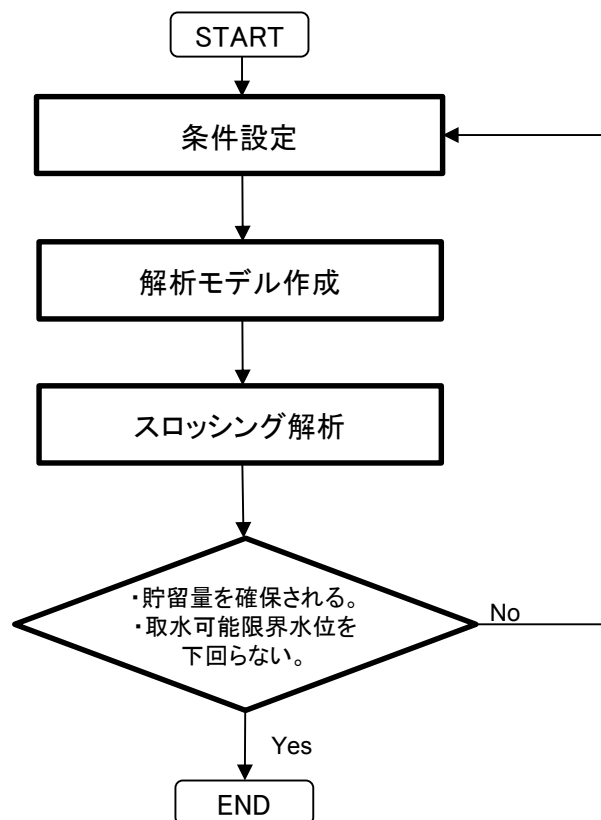 START
条件設定
解析モデル作成
スロッシング解析
・貯留量を確保される。
・取水可能限界水位を
下回らない。
No
Yes
END